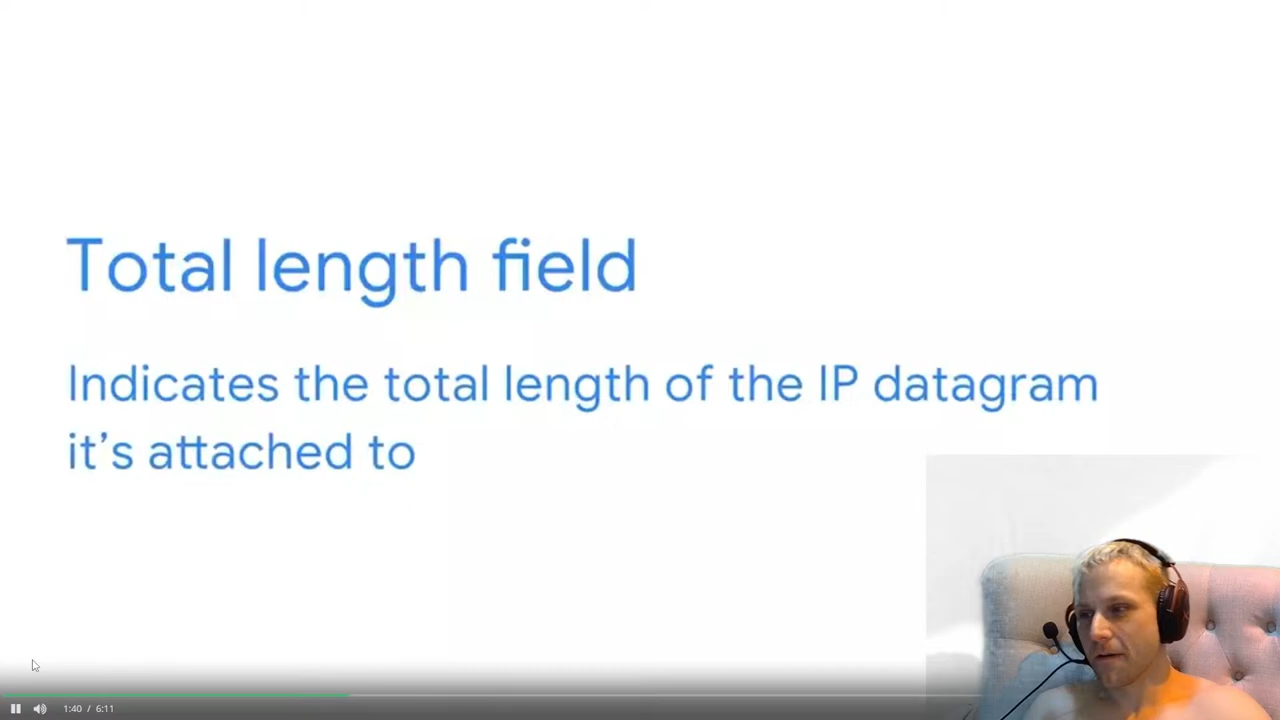 Total length field
Indicates the total length of the IP datagram
it’s attached to
1:40 / 6:11